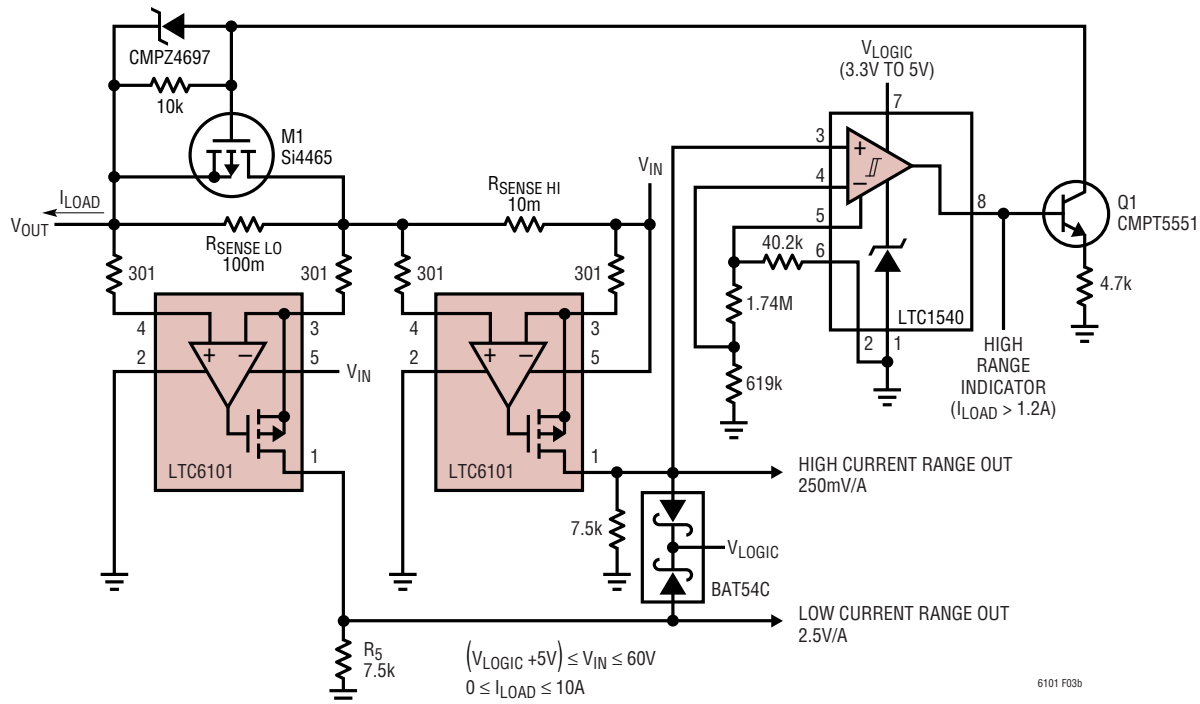 CMPZ4697
10k
M1
Si4465
VLOGIC
(3.3V TO 5V)
7
3
+
4
−
5
6
40.2k
8
Q1
CMPT5551
4.7k
1.74M
619k
LTC1540
2
1
HIGH
RANGE
INDICATOR
(ILOAD > 1.2A)
VIN
RSENSE HI
10m
ILOAD
VOUT
RSENSE LO
100m
301
301
301
301
4
3
2
5
+ −
VIN
LTC6101
1
4
3
2
5
+ −
LTC6101
1
HIGH CURRENT RANGE OUT
250mV/A
7.5k
VLOGIC
BAT54C
LOW CURRENT RANGE OUT
2.5V/A
R5
7.5k
(VLOGIC +5V) ≤ VIN ≤ 60V
0 ≤ ILOAD ≤ 10A
6101 F03b